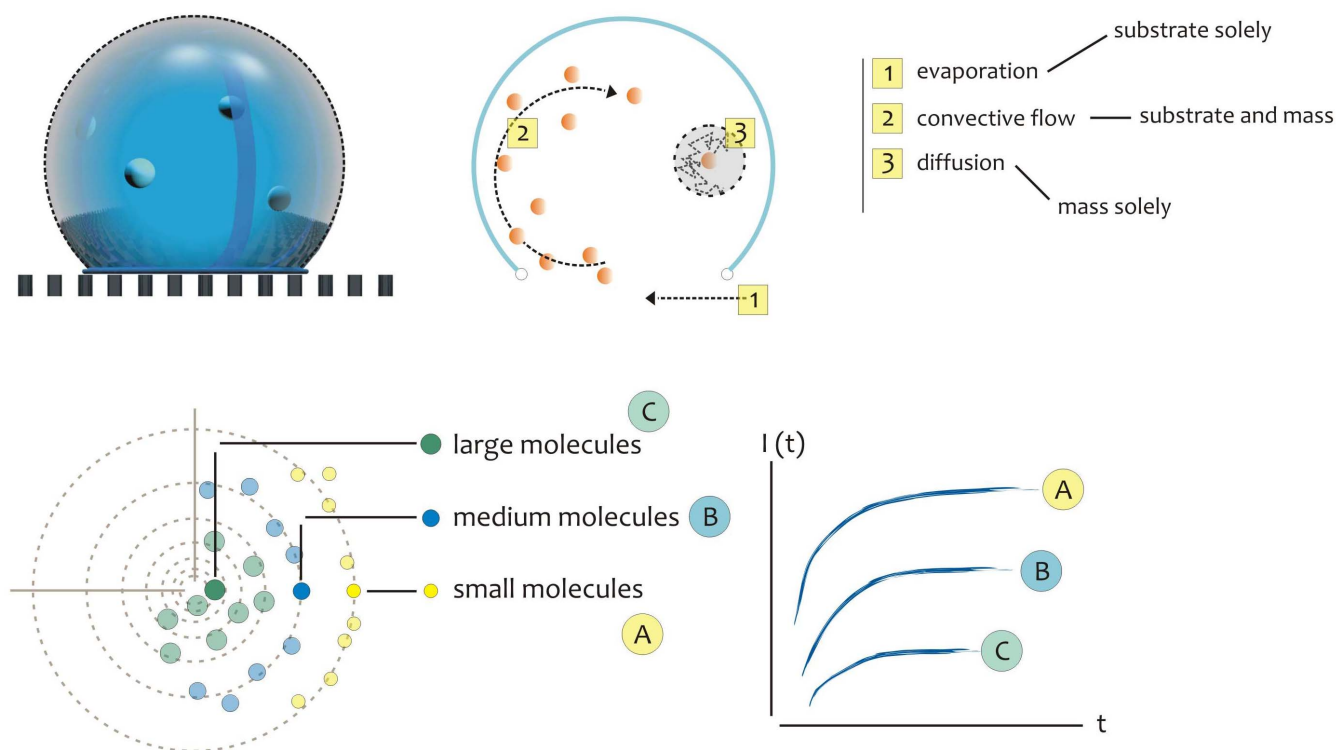 substrate solely
1 evaporation
2 convective flow
substrate and mass
3 diffusion
mass solely
2
3
1
C
large molecules
medium molecules B
small molecules
A
I (t)
A
B
C
t